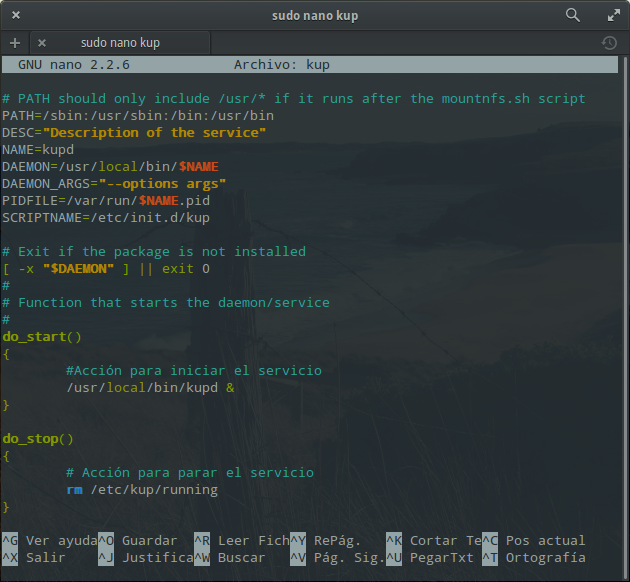 sudo nano kup
sudo nano kup
GNU nano 2.2.6 Archivo: kup
# PATH should only include /usr/* if it runs after the mountnfs.sh script
PATH=/sbin:/usr/sbin:/bin:/usr/bin
DESC="Description of the service"
NAME=kupd
DAEMON=/usr/local/bin/$NAME
DAEMON_ARGS="--options args"
PIDFILE=/var/run/$NAME.pid
SCRIPTNAME=/etc/init.d/kup
# Exit if the package is not installed
[ -x "$DAEMON" ] || exit 0
#
# Function that starts the daemon/service
#
do_start()
{
#Acción para iniciar el servicio
/usr/local/bin/kupd &
}
do_stop()
{
# Acción para parar el servicio
rm /etc/kup/running
}
^G Ver ayuda^O Guardar ^R Leer Fich^Y RePág. ^K Cortar Te^C Pos actual
^X Salir ^J Justifica^W Buscar ^V Pág. Sig.^U PegarTxt ^T Ortografía